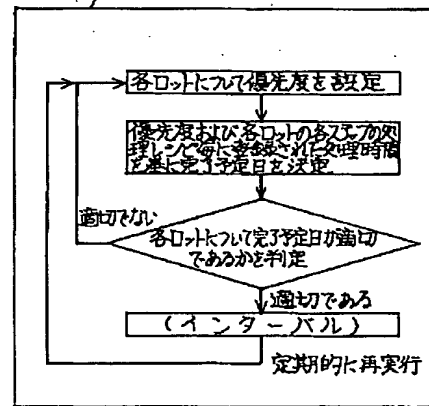 各ロットについて優先度を設定
優先度および各ロットの各ステップの処
理レシピ毎に登録された処理時間
を基に完了予定日を決定
適切でない
各ロットについて完了予定日が適切
であるかを判定
適切である
(インターバル)
定期的に再実行